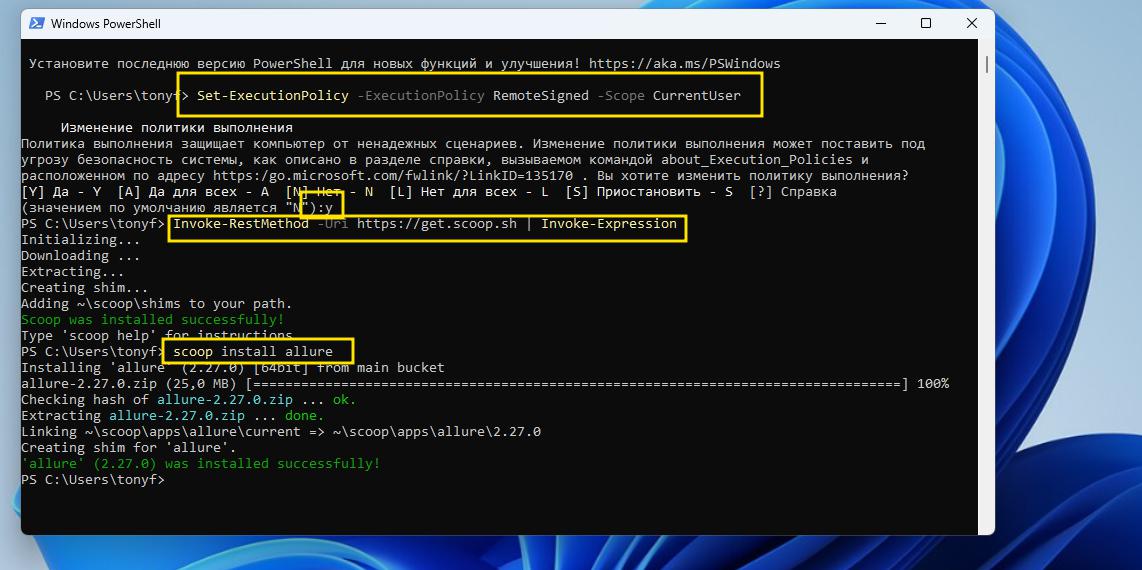 Windows PowerShell
Установите последнюю версию PowerShell для новых функций и улучшения! https://aka.ms/PSWindows
PS C:\Users\tonyf> Set-ExecutionPolicy -ExecutionPolicy RemoteSigned -Scope CurrentUser
Изменение политики выполнения
Политика выполнения защищает компьютер от ненадежных сценариев. Изменение политики выполнения может поставить под
угрозу безопасность системы, как описано в разделе справки, вызываемом командой about_Execution_Policies и
расположенном по адресу https:/go.microsoft.com/fwlink/?LinkID=135170 . Вы хотите изменить политику выполнения?
[Y] Да - Y [A] Да для всех - A [N] Нет - N [L] Нет для всех - L [S] Приостановить - S [?] Справка
(значением по умолчанию является "N"):y
PS C:\Users\tonyf> Invoke-RestMethod -Uri https://get.scoop.sh | Invoke-Expression
Initializing...
Downloading ...
Extracting...
Creating shim...
Adding ~\scoop\shims to your path.
Scoop was installed successfully!
Type 'scoop help' for instructions.
PS C:\Users\tonyf> scoop install allure
Installing 'allure' (2.27.0) [64bit] from main bucket
allure-2.27.0.zip (25,0 MB) [=================================================================================] 100%
Checking hash of allure-2.27.0.zip ... ok.
Extracting allure-2.27.0.zip ... done.
Linking ~\scoop\apps\allure\current => ~\scoop\apps\allure\2.27.0
Creating shim for 'allure'.
'allure' (2.27.0) was installed successfully!
PS C:\Users\tonyf>